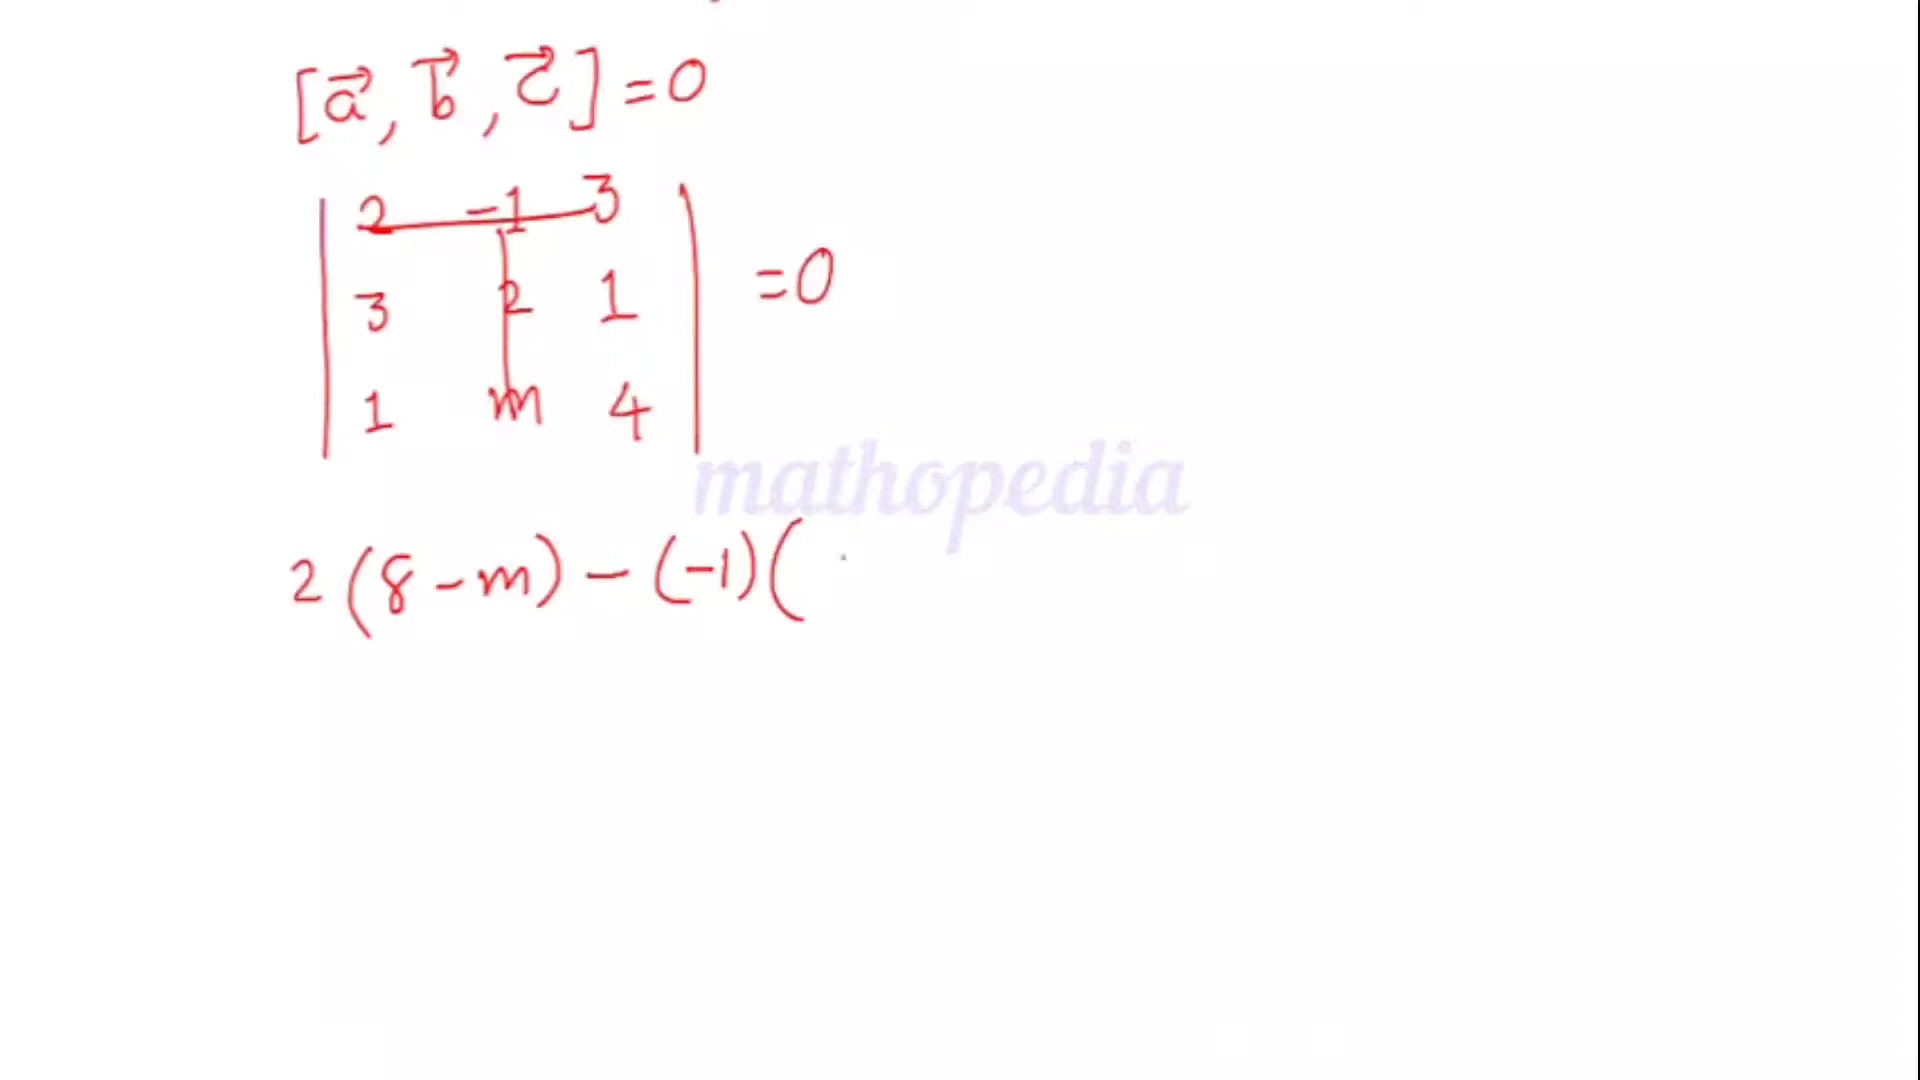 [a⃗, b⃗, c⃗] = 0
| 2 -1 3 |
| 3 2 1 | = 0
| 1 m 4 |
mathopedia
2 (8 - m) - (-1) (